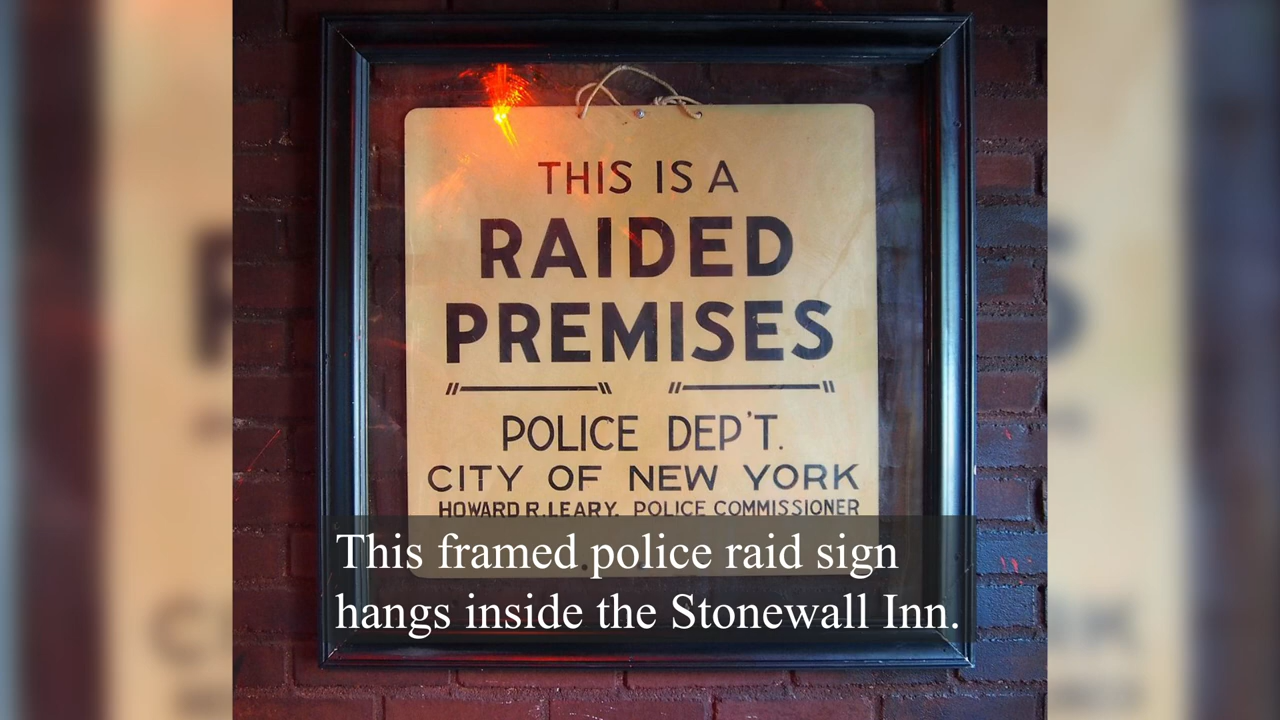 THIS IS A
RAIDED
PREMISES
POLICE DEP'T.
CITY OF NEW YORK
HOWARD R. LEARY, POLICE COMMISSIONER
This framed police raid sign
hangs inside the Stonewall Inn.